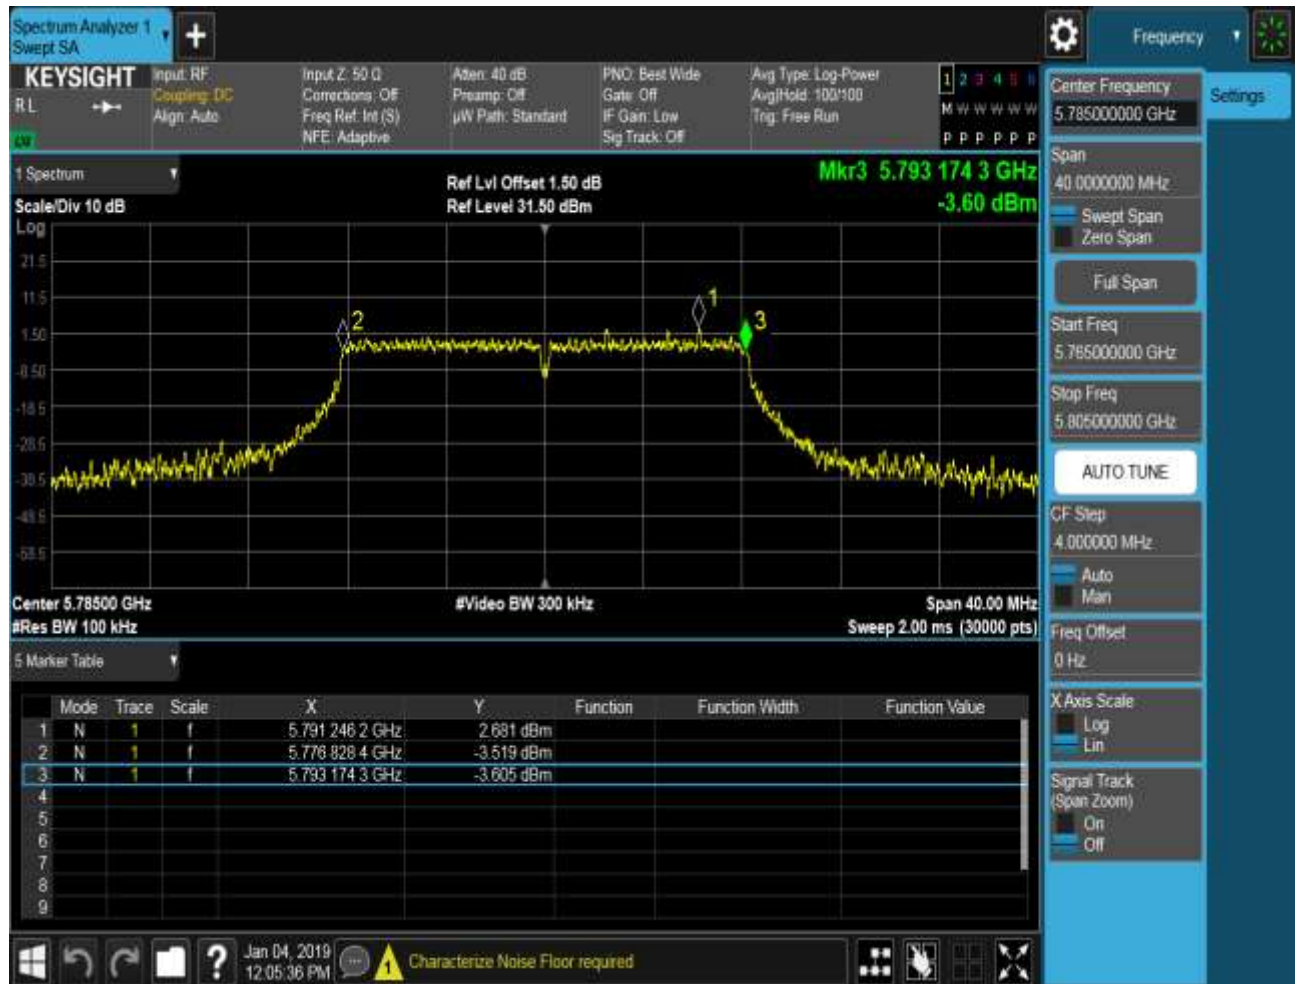 Spectrum Analyzer 1
Swept SA
Frequency
KEYSIGHT
RL
Input: RF
Coupling: DC
Align: Auto
Input Z: 50 Ω
Corrections: Off
Freq Ref: Int (S)
NFE: Adaptive
Atten: 40 dB
Preamp: Off
µW Path: Standard
PNO: Best Wide
Gate: Off
IF Gain: Low
Sig Track: Off
Avg Type: Log-Power
Avg|Hold: 100/100
Trig: Free Run
1 2 3 4 5 6
M W W W W W
P P P P P P
1 Spectrum
Scale/Div 10 dB
Ref Lvl Offset 1.50 dB
Ref Level 31.50 dBm
Mkr3 5.793 174 3 GHz
-3.60 dBm
Log
21.5
11.5
1.50
-8.50
-18.5
-28.5
-38.5
-48.5
-58.5
1
2
3
Center 5.78500 GHz
#Res BW 100 kHz
#Video BW 300 kHz
Span 40.00 MHz
Sweep 2.00 ms (30000 pts)
5 Marker Table
Mode Trace Scale X Y Function Function Width Function Value
1 N 1 f 5.791 246 2 GHz 2.681 dBm
2 N 1 f 5.776 828 4 GHz -3.519 dBm
3 N 1 f 5.793 174 3 GHz -3.605 dBm
4
5
6
7
8
9
Center Frequency
5.785000000 GHz
Settings
Span
40.0000000 MHz
Swept Span
Zero Span
Full Span
Start Freq
5.765000000 GHz
Stop Freq
5.805000000 GHz
AUTO TUNE
CF Step
4.000000 MHz
Auto
Man
Freq Offset
0 Hz
X Axis Scale
Log
Lin
Signal Track
(Span Zoom)
On
Off
?
Jan 04, 2019
12:05:36 PM
1
Characterize Noise Floor required